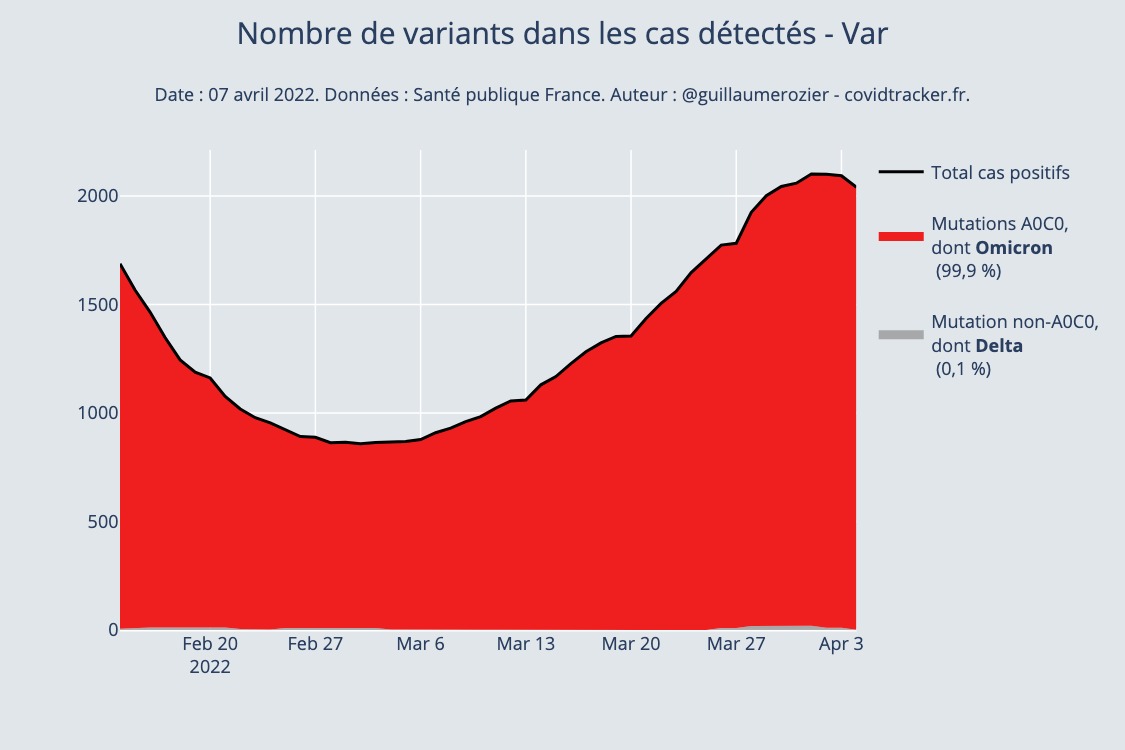 Nombre de variants dans les cas détectés - Var
Date : 07 avril 2022. Données : Santé publique France. Auteur : @guillaumerozier - covidtracker.fr.
Total cas positifs
Mutations A0C0,
dont Omicron
(99,9 %)
Mutation non-A0C0,
dont Delta
(0,1 %)
2000
1500
1000
500
0
Feb 20
2022
Feb 27
Mar 6
Mar 13
Mar 20
Mar 27
Apr 3